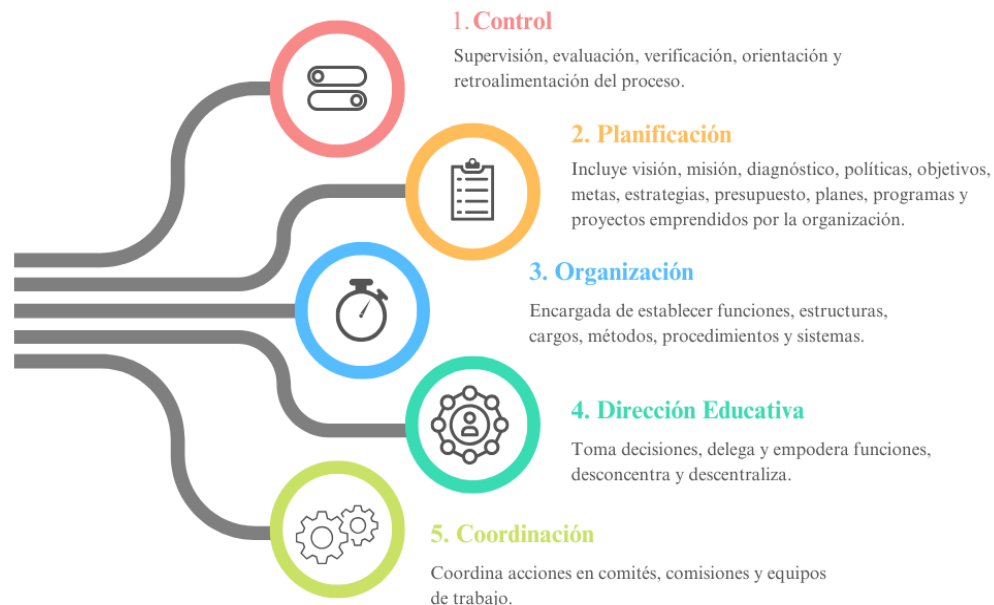 1. Control
Supervisión, evaluación, verificación, orientación y
retroalimentación del proceso.
2. Planificación
Incluye visión, misión, diagnóstico, políticas, objetivos,
metas, estrategias, presupuesto, planes, programas y
proyectos emprendidos por la organización.
3. Organización
Encargada de establecer funciones, estructuras,
cargos, métodos, procedimientos y sistemas.
4. Dirección Educativa
Toma decisiones, delega y empodera funciones,
desconcentra y descentraliza.
5. Coordinación
Coordina acciones en comités, comisiones y equipos
de trabajo.